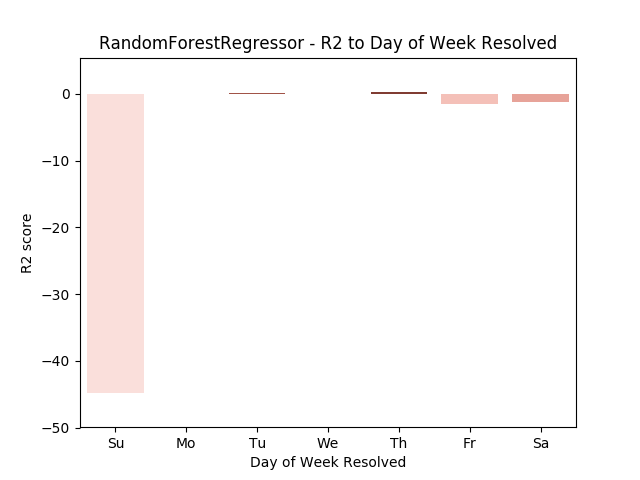 RandomForestRegressor - R2 to Day of Week Resolved
R2 score
0
−10
−20
−30
−40
−50
Su Mo Tu We Th Fr Sa
Day of Week Resolved